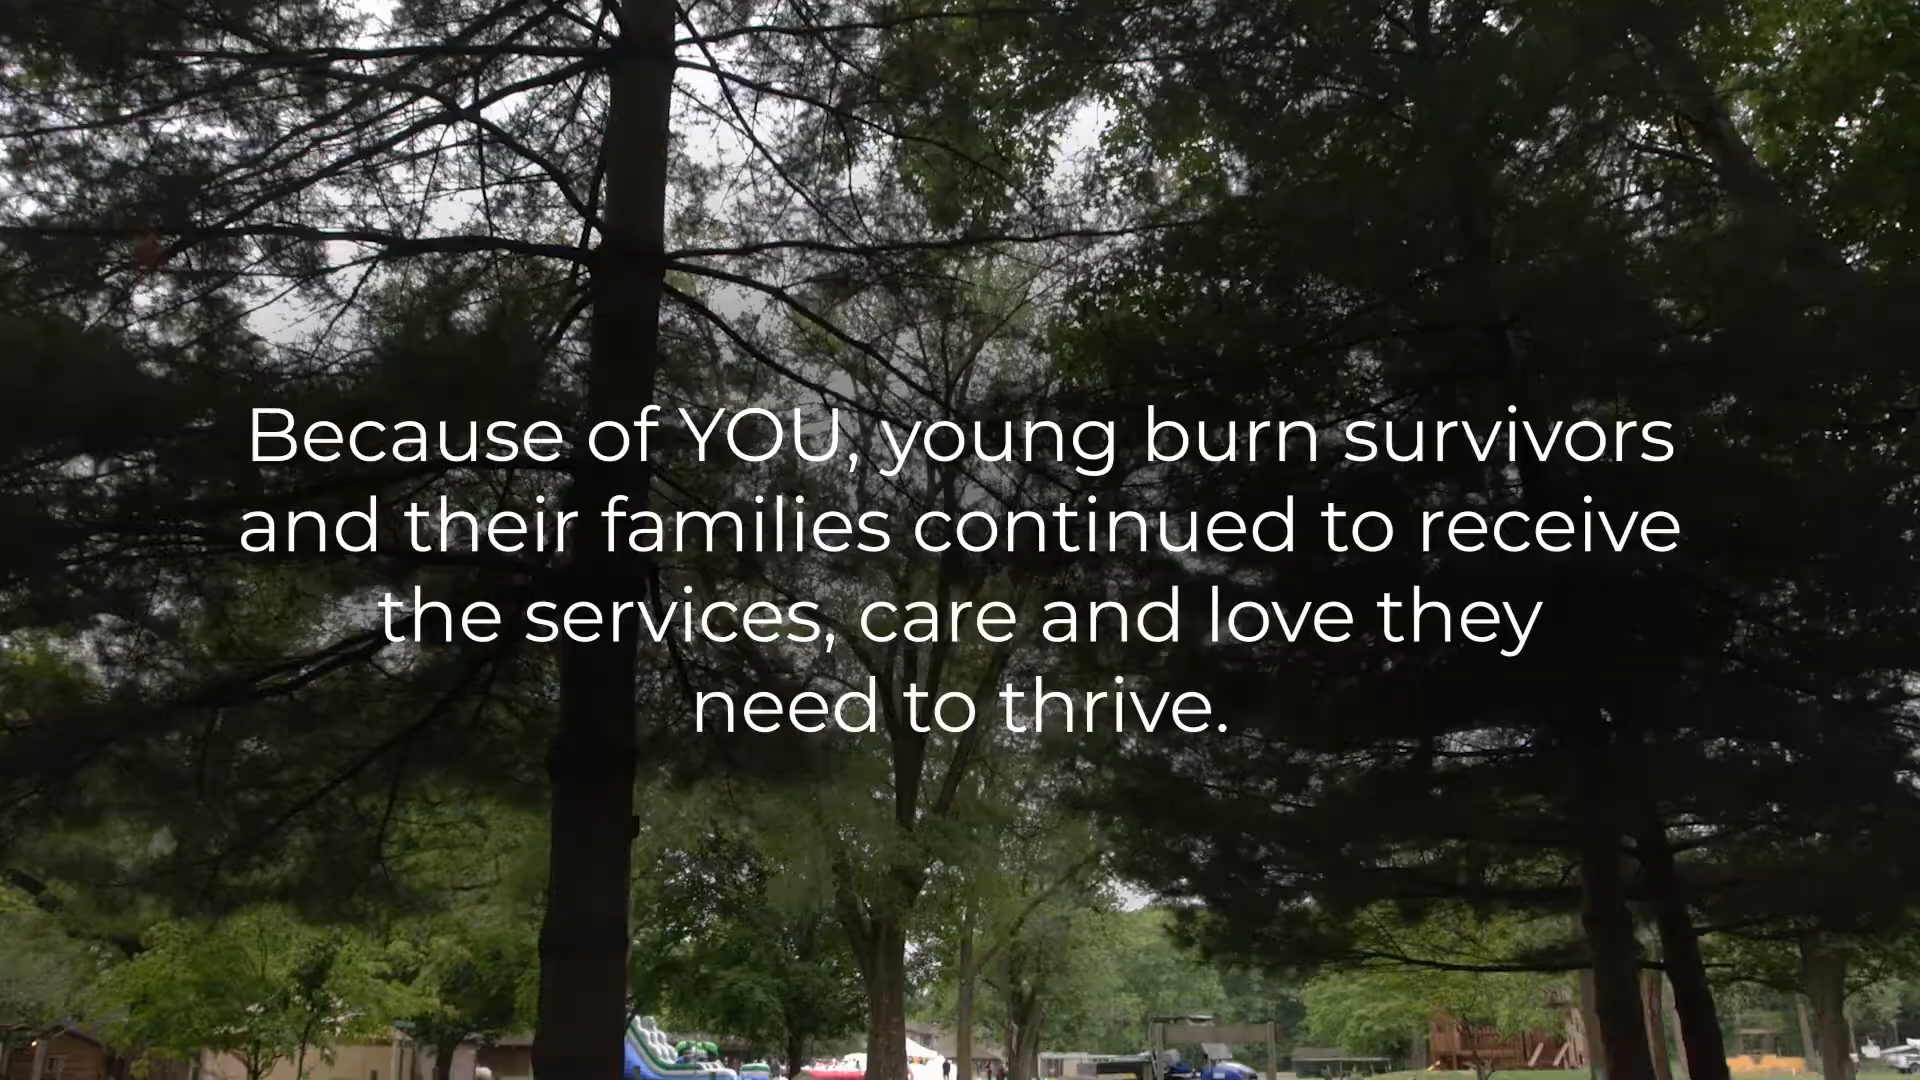 Because of YOU, young burn survivors
and their families continued to receive
the services, care and love they
need to thrive.